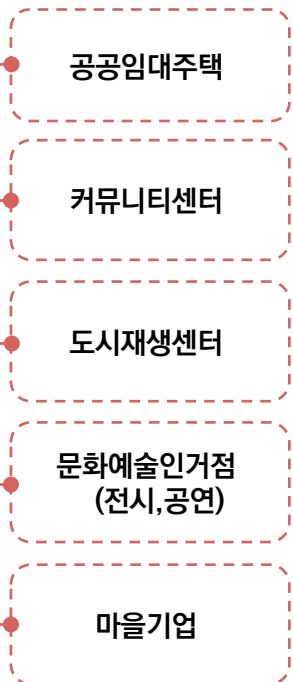 공공임대주택
커뮤니티센터
도시재생센터
문화예술인거점
(전시,공연)
마을기업